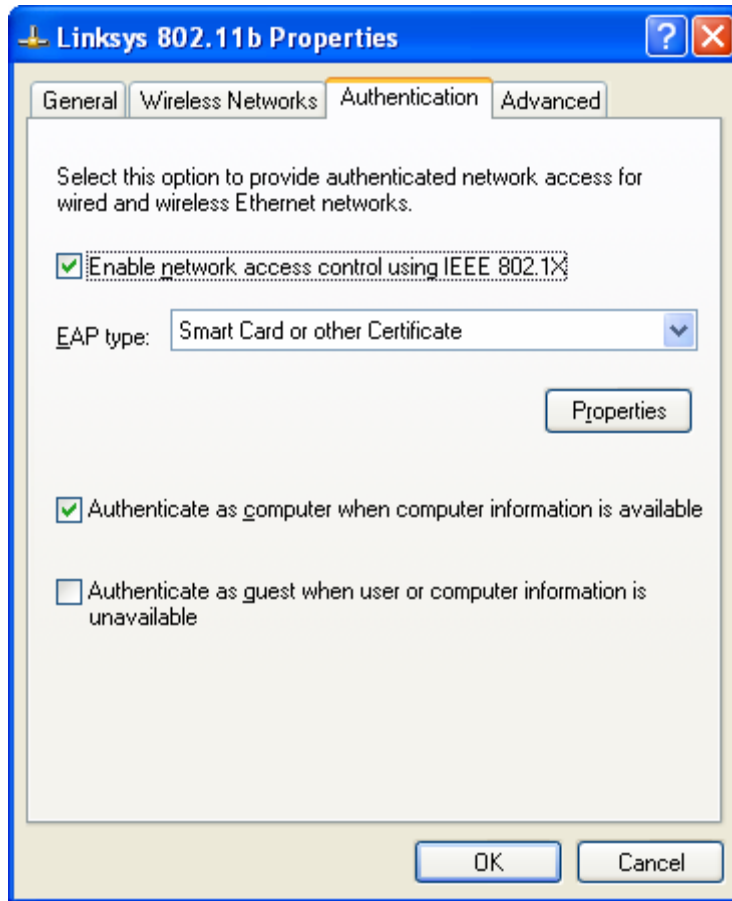 Linksys 802.11b Properties
General Wireless Networks Authentication Advanced
Select this option to provide authenticated network access for
wired and wireless Ethernet networks.
Enable network access control using IEEE 802.1X
EAP type: Smart Card or other Certificate
Properties
Authenticate as computer when computer information is available
Authenticate as guest when user or computer information is
unavailable
OK Cancel